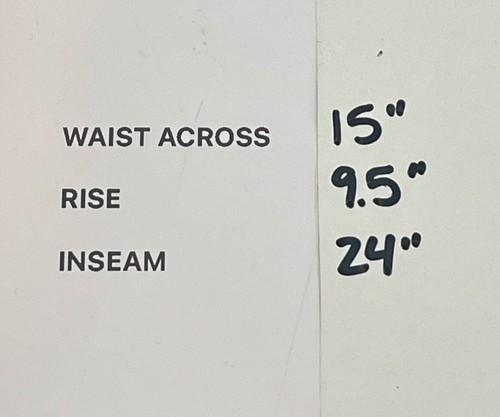 WAIST ACROSS 15"
RISE 9.5"
INSEAM 24"